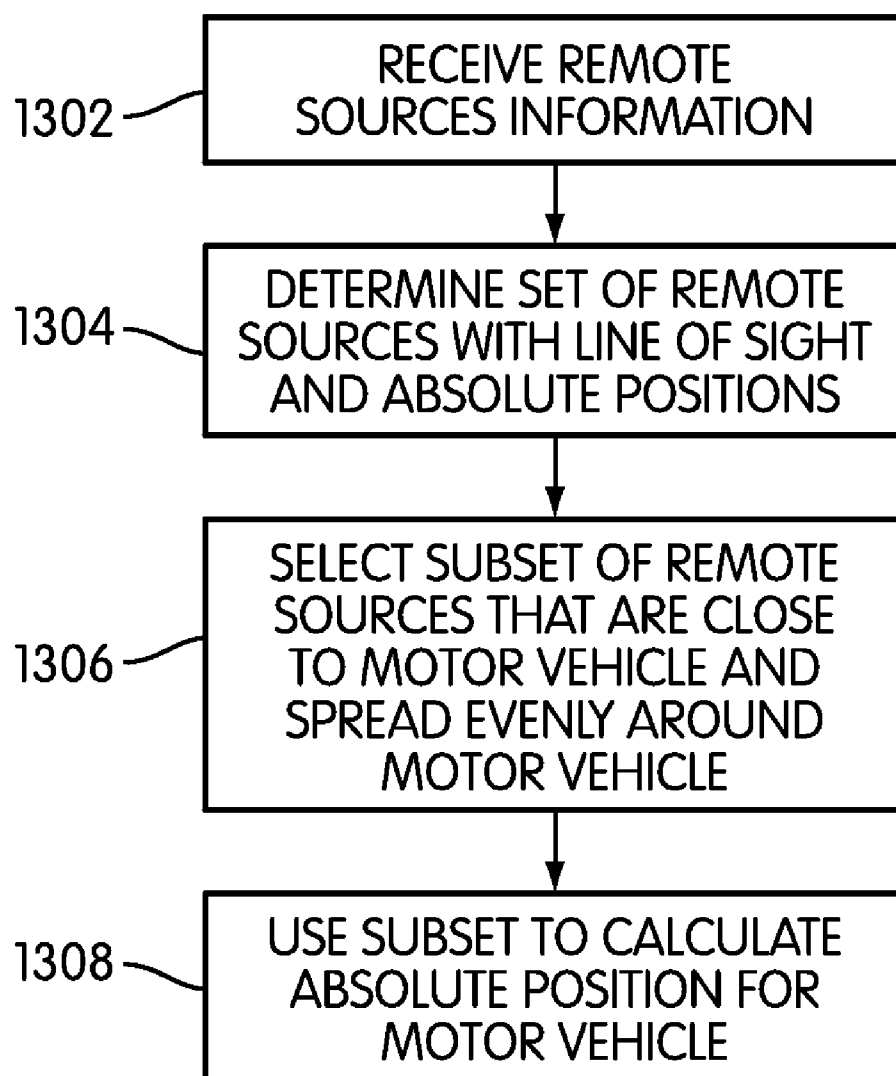 1302
RECEIVE REMOTE
SOURCES INFORMATION
1304
DETERMINE SET OF REMOTE
SOURCES WITH LINE OF SIGHT
AND ABSOLUTE POSITIONS
1306
SELECT SUBSET OF REMOTE
SOURCES THAT ARE CLOSE
TO MOTOR VEHICLE AND
SPREAD EVENLY AROUND
MOTOR VEHICLE
1308
USE SUBSET TO CALCULATE
ABSOLUTE POSITION FOR
MOTOR VEHICLE